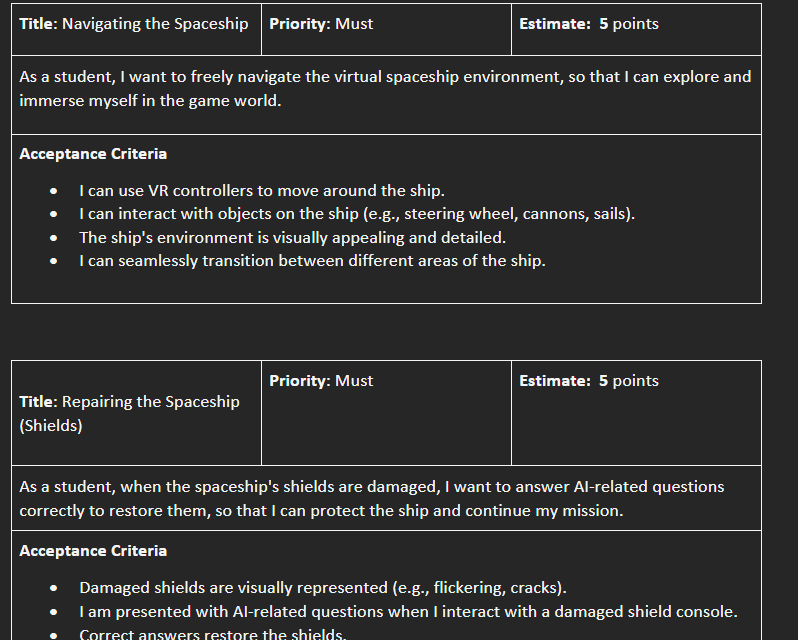 Title: Navigating the Spaceship
Priority: Must
Estimate:  5 points
As a student, I want to freely navigate the virtual spaceship environment, so that I can explore and
immerse myself in the game world.
Acceptance Criteria
• I can use VR controllers to move around the ship.
• I can interact with objects on the ship (e.g., steering wheel, cannons, sails).
• The ship's environment is visually appealing and detailed.
• I can seamlessly transition between different areas of the ship.
Title: Repairing the Spaceship
(Shields)
Priority: Must
Estimate:  5 points
As a student, when the spaceship's shields are damaged, I want to answer AI-related questions
correctly to restore them, so that I can protect the ship and continue my mission.
Acceptance Criteria
• Damaged shields are visually represented (e.g., flickering, cracks).
• I am presented with AI-related questions when I interact with a damaged shield console.
• Correct answers restore the shields.